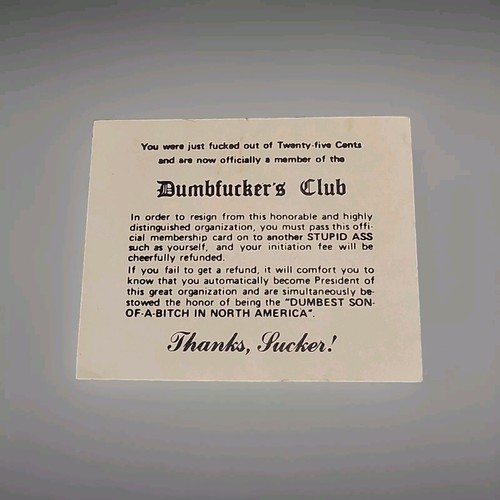 You were just fucked out of Twenty-five Cents
and are now officially a member of the
Dumbfucker's Club
In order to resign from this honorable and highly
distinguished organization, you must pass this offi-
cial membership card on to another STUPID ASS
such as yourself, and your initiation fee will be
cheerfully refunded.
If you fail to get a refund, it will comfort you to
know that you automatically become President of
this great organization and are simultaneously be-
stowed the honor of being the "DUMBEST SON-
OF-A-BITCH IN NORTH AMERICA".
Thanks, Sucker!